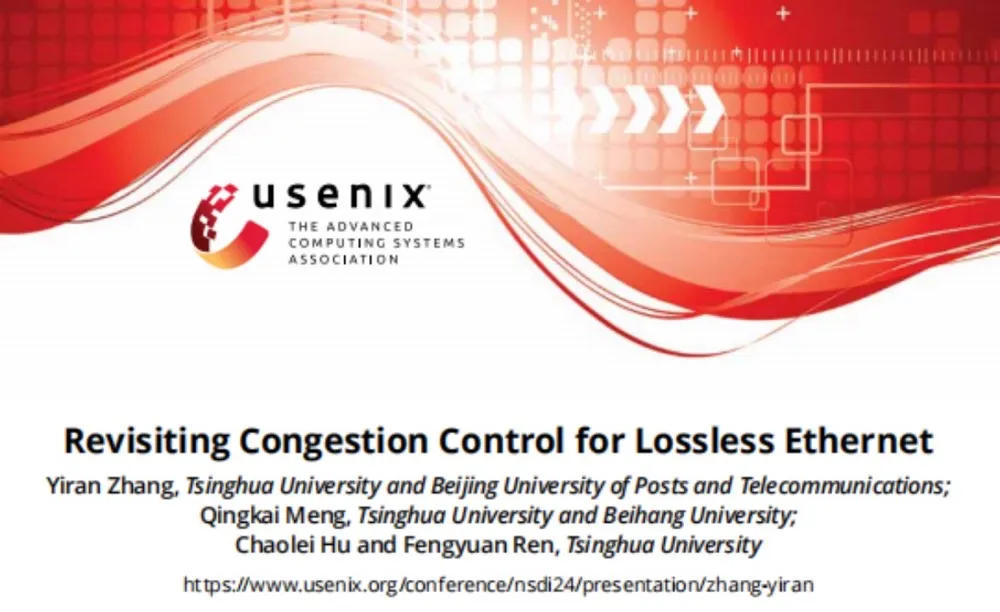 usenix®
THE ADVANCED
COMPUTING SYSTEMS
ASSOCIATION
Revisiting Congestion Control for Lossless Ethernet
Yiran Zhang, Tsinghua University and Beijing University of Posts and Telecommunications;
Qingkai Meng, Tsinghua University and Beihang University;
Chaolei Hu and Fengyuan Ren, Tsinghua University
https://www.usenix.org/conference/nsdi24/presentation/zhang-yiran